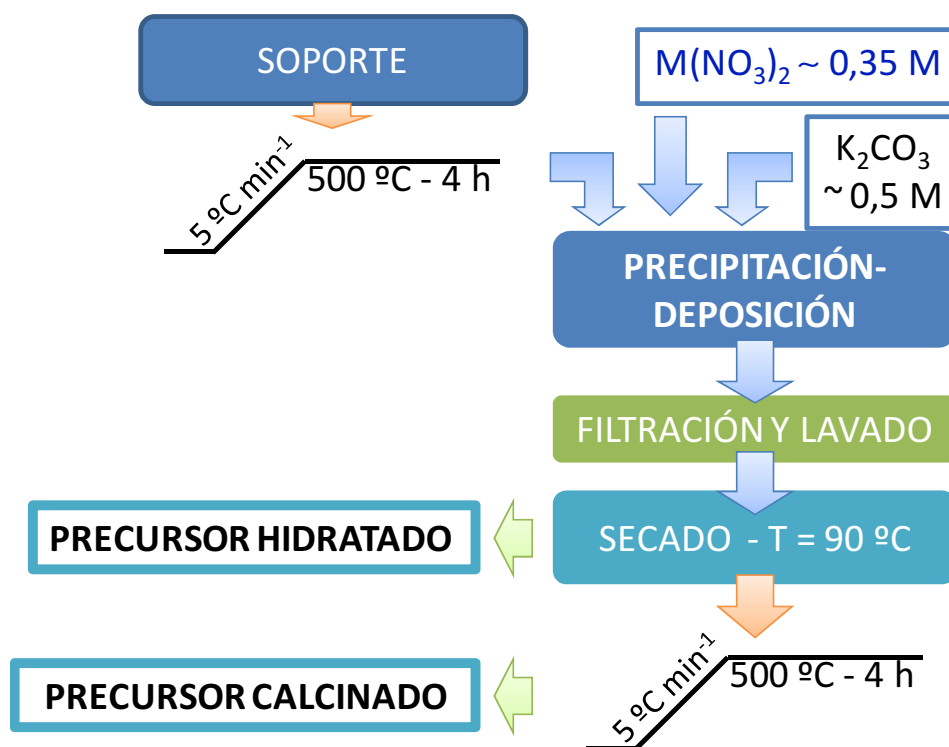 SOPORTE
M(NO₃)₂ ~ 0,35 M
K₂CO₃
~ 0,5 M
5 ºC min⁻¹
500 ºC - 4 h
PRECIPITACIÓN-
DEPOSICIÓN
FILTRACIÓN Y LAVADO
PRECURSOR HIDRATADO
SECADO - T = 90 ºC
PRECURSOR CALCINADO
5 ºC min⁻¹
500 ºC - 4 h